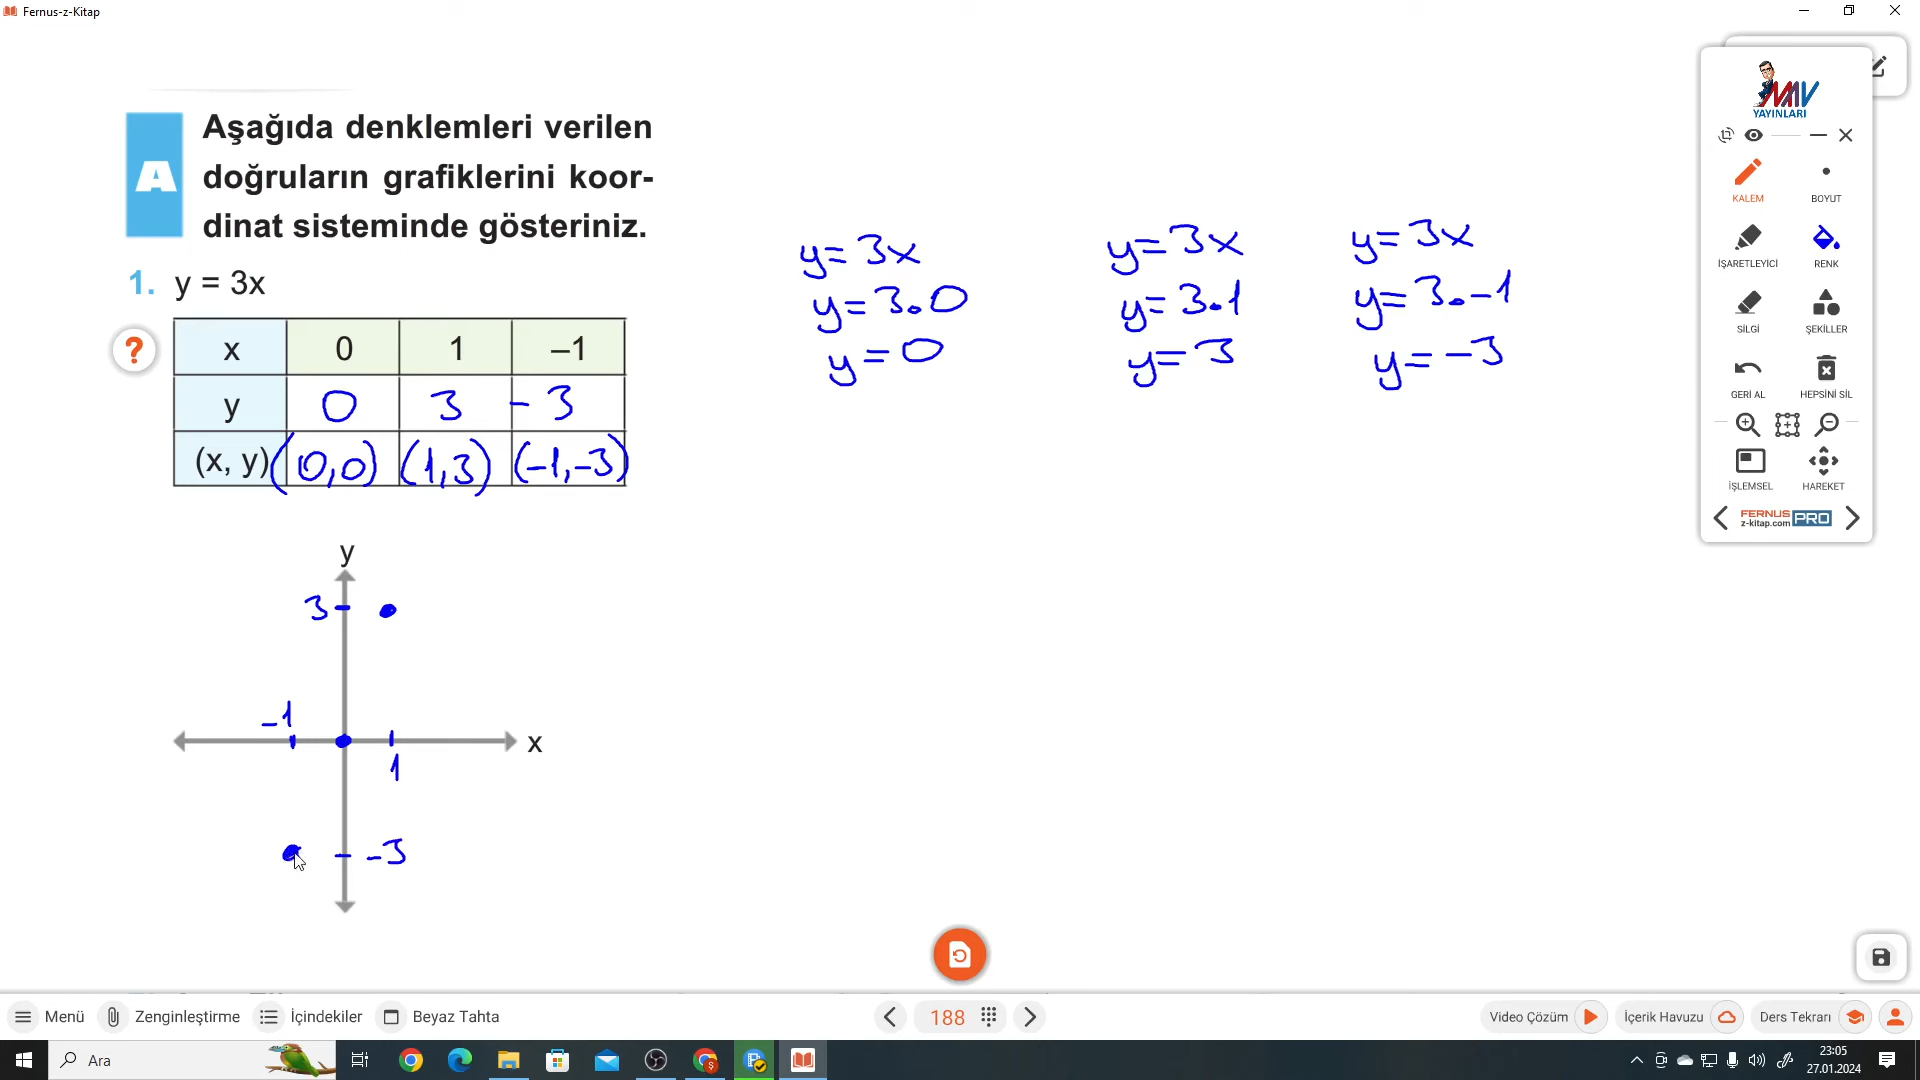 Fernus-z-Kitap
A
Aşağıda denklemleri verilen
doğruların grafiklerini koor-
dinat sisteminde gösteriniz.
1. y = 3x
?
x 0 1 –1
y 0 3 -3
(x, y) (0,0) (1,3) (-1,-3)
y
3
-1
x
1
-3
y=3x
y=3.0
y=0
y=3x
y=3.1
y=3
y=3x
y=3.-1
y=-3
MAV
YAYINLARI
KALEM BOYUT
İŞARETLEYİCİ RENK
SİLGİ ŞEKİLLER
GERİ AL HEPSİNİ SİL
İŞLEMSEL HAREKET
FERNUS
z-kitap.com PRO
Menü Zenginleştirme İçindekiler Beyaz Tahta 188 Video Çözüm İçerik Havuzu Ders Tekrarı
Ara
23:05
27.01.2024